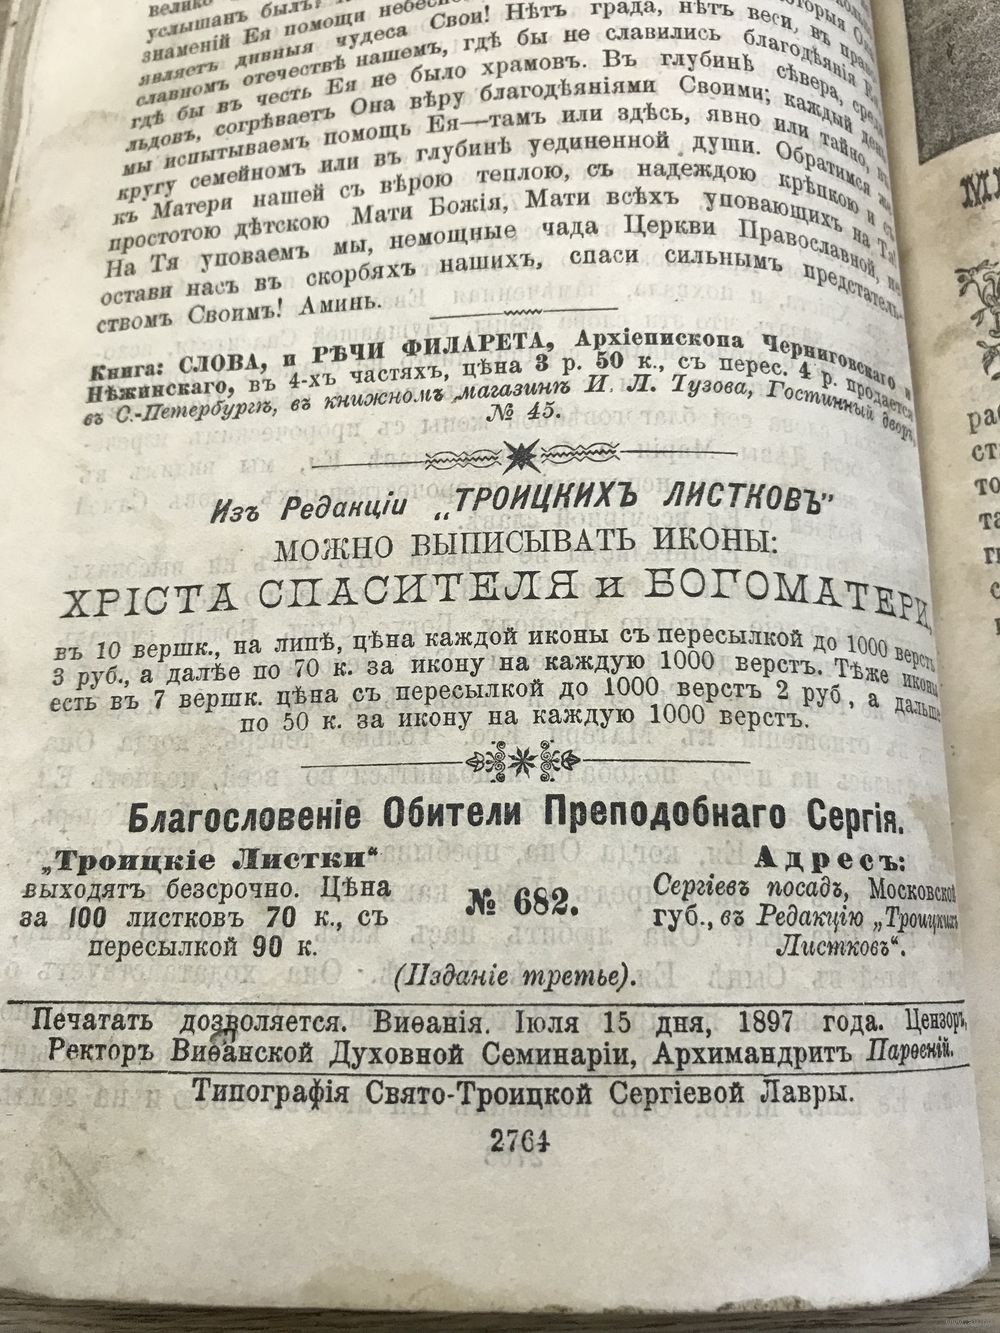 услышанъ былъ?
знаменій Ея помощи небесной
являетъ дивныя чудеса Свои! Нѣтъ града, нѣтъ веси, въ
славномъ отечествѣ нашемъ, гдѣ бы не славились благодѣянія Ея
гдѣ бы въ честь Ея не было храмовъ. Въ глубинѣ сѣвера, среди
льдовъ, согрѣваетъ Она вѣру благодѣяніями Своими; каждый день
мы испытываемъ помощь Ея—тамъ или здѣсь, явно или тайно, въ
кругу семейномъ или въ глубинѣ уединенной души. Обратимся же
къ Матери нашей съ вѣрою теплою, съ надеждою крѣпкою и съ
простотою дѣтскою Мати Божія, Мати всѣхъ уповающихъ на Тя!
На Тя уповаемъ мы, немощные чада Церкви Православной, не
остави насъ въ скорбяхъ нашихъ, спаси сильнымъ предстатель-
ствомъ Своимъ! Аминь.
Книга: СЛОВА, и РѢЧИ ФИЛАРЕТА, Архіепископа Черниговскаго и
Нѣжинскаго, въ 4-хъ частяхъ, цѣна 3 р. 50 к., съ перес. 4 р. продается
въ С.-Петербургѣ, въ книжномъ магазинѣ И. Л. Тузова, Гостинный дворъ,
№ 45.
Изъ Редакціи „ТРОИЦКИХЪ ЛИСТКОВЪ"
МОЖНО ВЫПИСЫВАТЬ ИКОНЫ:
ХРІСТА СПАСИТЕЛЯ и БОГОМАТЕРИ,
въ 10 вершк., на липѣ, цѣна каждой иконы съ пересылкой до 1000 верстъ
3 руб., а далѣе по 70 к. за икону на каждую 1000 верстъ. Тѣже иконы
есть въ 7 вершк. цѣна съ пересылкой до 1000 верстъ 2 руб, а дальше
по 50 к. за икону на каждую 1000 верстъ.
Благословеніе Обители Преподобнаго Сергія.
„Троицкіе Листки"
выходятъ безсрочно. Цѣна
за 100 листковъ 70 к., съ
пересылкой 90 к.
№ 682.
Адресъ:
Сергіевъ посадъ, Московской
губ., въ Редакцію „Троицкихъ
Листковъ".
(Изданіе третье).
Печатать дозволяется. Виѳанія. Іюля 15 дня, 1897 года. Цензоръ,
Ректоръ Виѳанской Духовной Семинаріи, Архимандритъ Парѳеній.
Типографія Свято-Троицкой Сергіевой Лавры.
2764